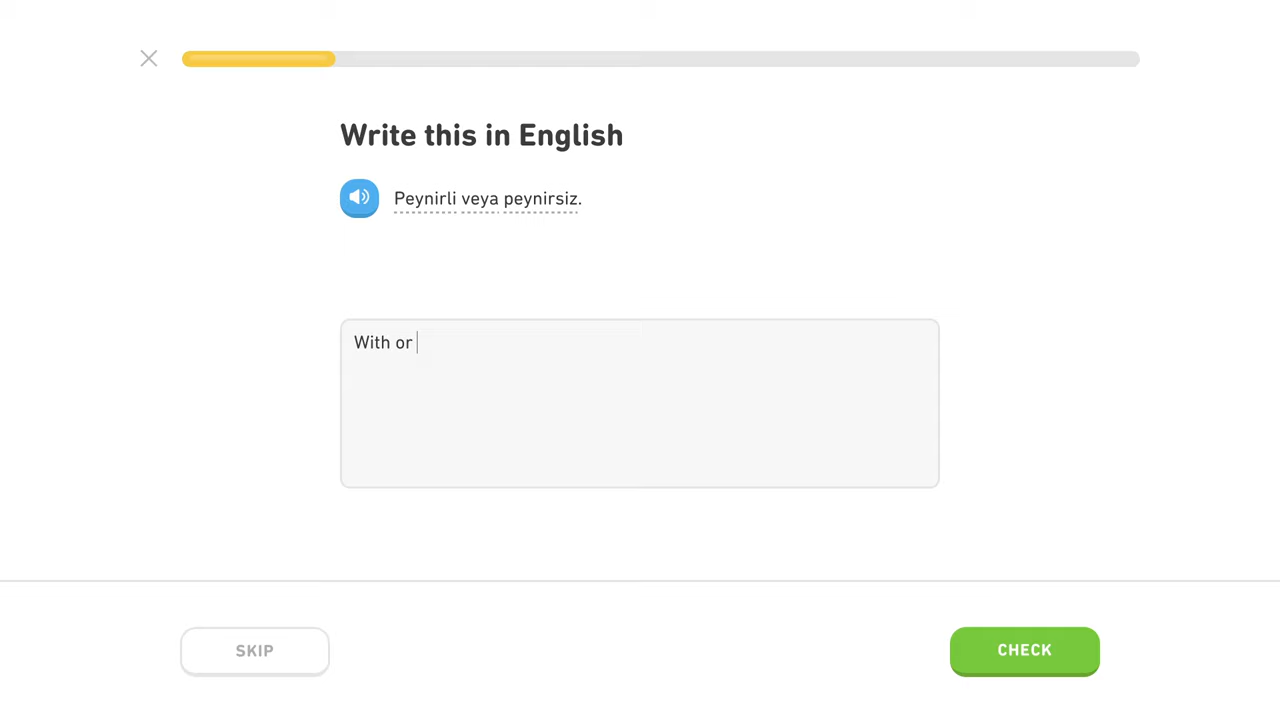 Write this in English
Peynirli veya peynirsiz.
With or
SKIP
CHECK